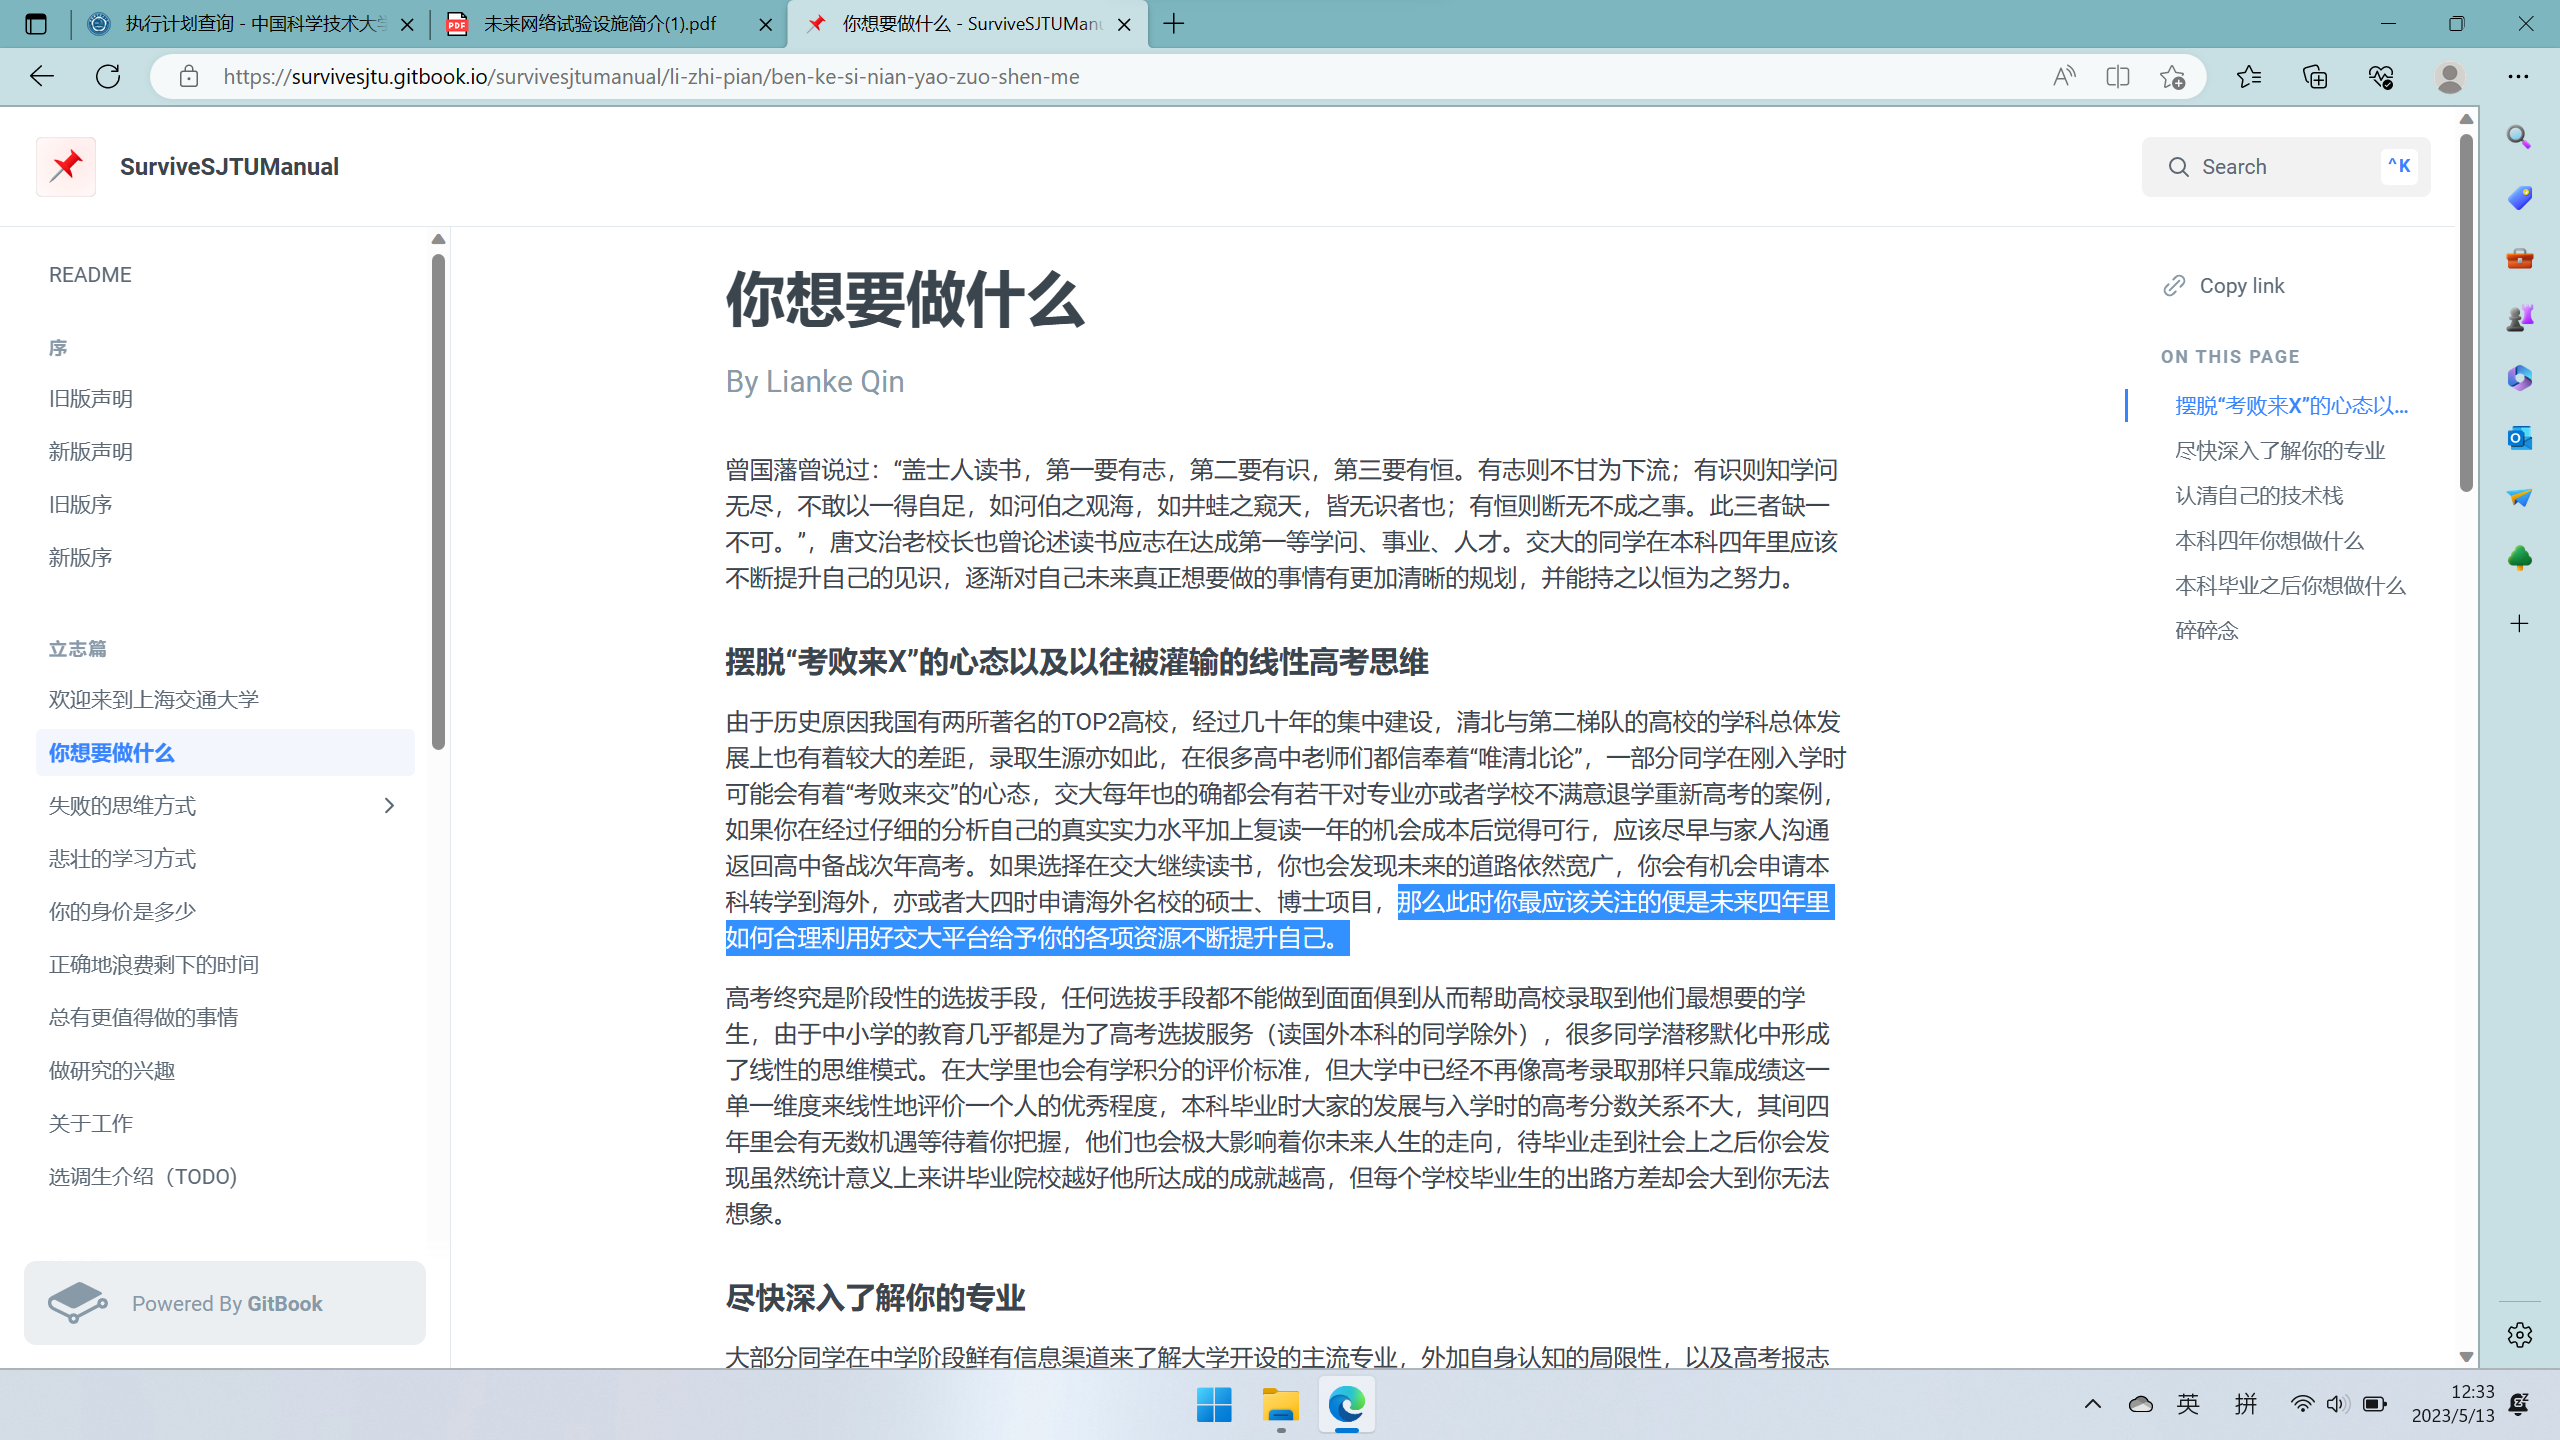 执行计划查询 - 中国科学技术大学
未来网络试验设施简介(1).pdf
你想要做什么 - SurviveSJTUManu
https://survivesjtu.gitbook.io/survivesjtumanual/li-zhi-pian/ben-ke-si-nian-yao-zuo-shen-me
SurviveSJTUManual
Search
^K
README
序
旧版声明
新版声明
旧版序
新版序
立志篇
欢迎来到上海交通大学
你想要做什么
失败的思维方式
悲壮的学习方式
你的身价是多少
正确地浪费剩下的时间
总有更值得做的事情
做研究的兴趣
关于工作
选调生介绍（TODO）
Powered By GitBook
你想要做什么
By Lianke Qin
曾国藩曾说过：“盖士人读书，第一要有志，第二要有识，第三要有恒。有志则不甘为下流；有识则知学问
无尽，不敢以一得自足，如河伯之观海，如井蛙之窥天，皆无识者也；有恒则断无不成之事。此三者缺一
不可。”，唐文治老校长也曾论述读书应志在达成第一等学问、事业、人才。交大的同学在本科四年里应该
不断提升自己的见识，逐渐对自己未来真正想要做的事情有更加清晰的规划，并能持之以恒为之努力。
摆脱“考败来X”的心态以及以往被灌输的线性高考思维
由于历史原因我国有两所著名的TOP2高校，经过几十年的集中建设，清北与第二梯队的高校的学科总体发
展上也有着较大的差距，录取生源亦如此，在很多高中老师们都信奉着“唯清北论”，一部分同学在刚入学时
可能会有着“考败来交”的心态，交大每年也的确都会有若干对专业亦或者学校不满意退学重新高考的案例，
如果你在经过仔细的分析自己的真实实力水平加上复读一年的机会成本后觉得可行，应该尽早与家人沟通
返回高中备战次年高考。如果选择在交大继续读书，你也会发现未来的道路依然宽广，你会有机会申请本
科转学到海外，亦或者大四时申请海外名校的硕士、博士项目，那么此时你最应该关注的便是未来四年里
如何合理利用好交大平台给予你的各项资源不断提升自己。
高考终究是阶段性的选拔手段，任何选拔手段都不能做到面面俱到从而帮助高校录取到他们最想要的学
生，由于中小学的教育几乎都是为了高考选拔服务（读国外本科的同学除外），很多同学潜移默化中形成
了线性的思维模式。在大学里也会有学积分的评价标准，但大学中已经不再像高考录取那样只靠成绩这一
单一维度来线性地评价一个人的优秀程度，本科毕业时大家的发展与入学时的高考分数关系不大，其间四
年里会有无数机遇等待着你把握，他们也会极大影响着你未来人生的走向，待毕业走到社会上之后你会发
现虽然统计意义上来讲毕业院校越好他所达成的成就越高，但每个学校毕业生的出路方差却会大到你无法
想象。
尽快深入了解你的专业
大部分同学在中学阶段鲜有信息渠道来了解大学开设的主流专业，外加自身认知的局限性，以及高考报志
Copy link
ON THIS PAGE
摆脱“考败来X”的心态以...
尽快深入了解你的专业
认清自己的技术栈
本科四年你想做什么
本科毕业之后你想做什么
碎碎念
英
拼
12:33
2023/5/13